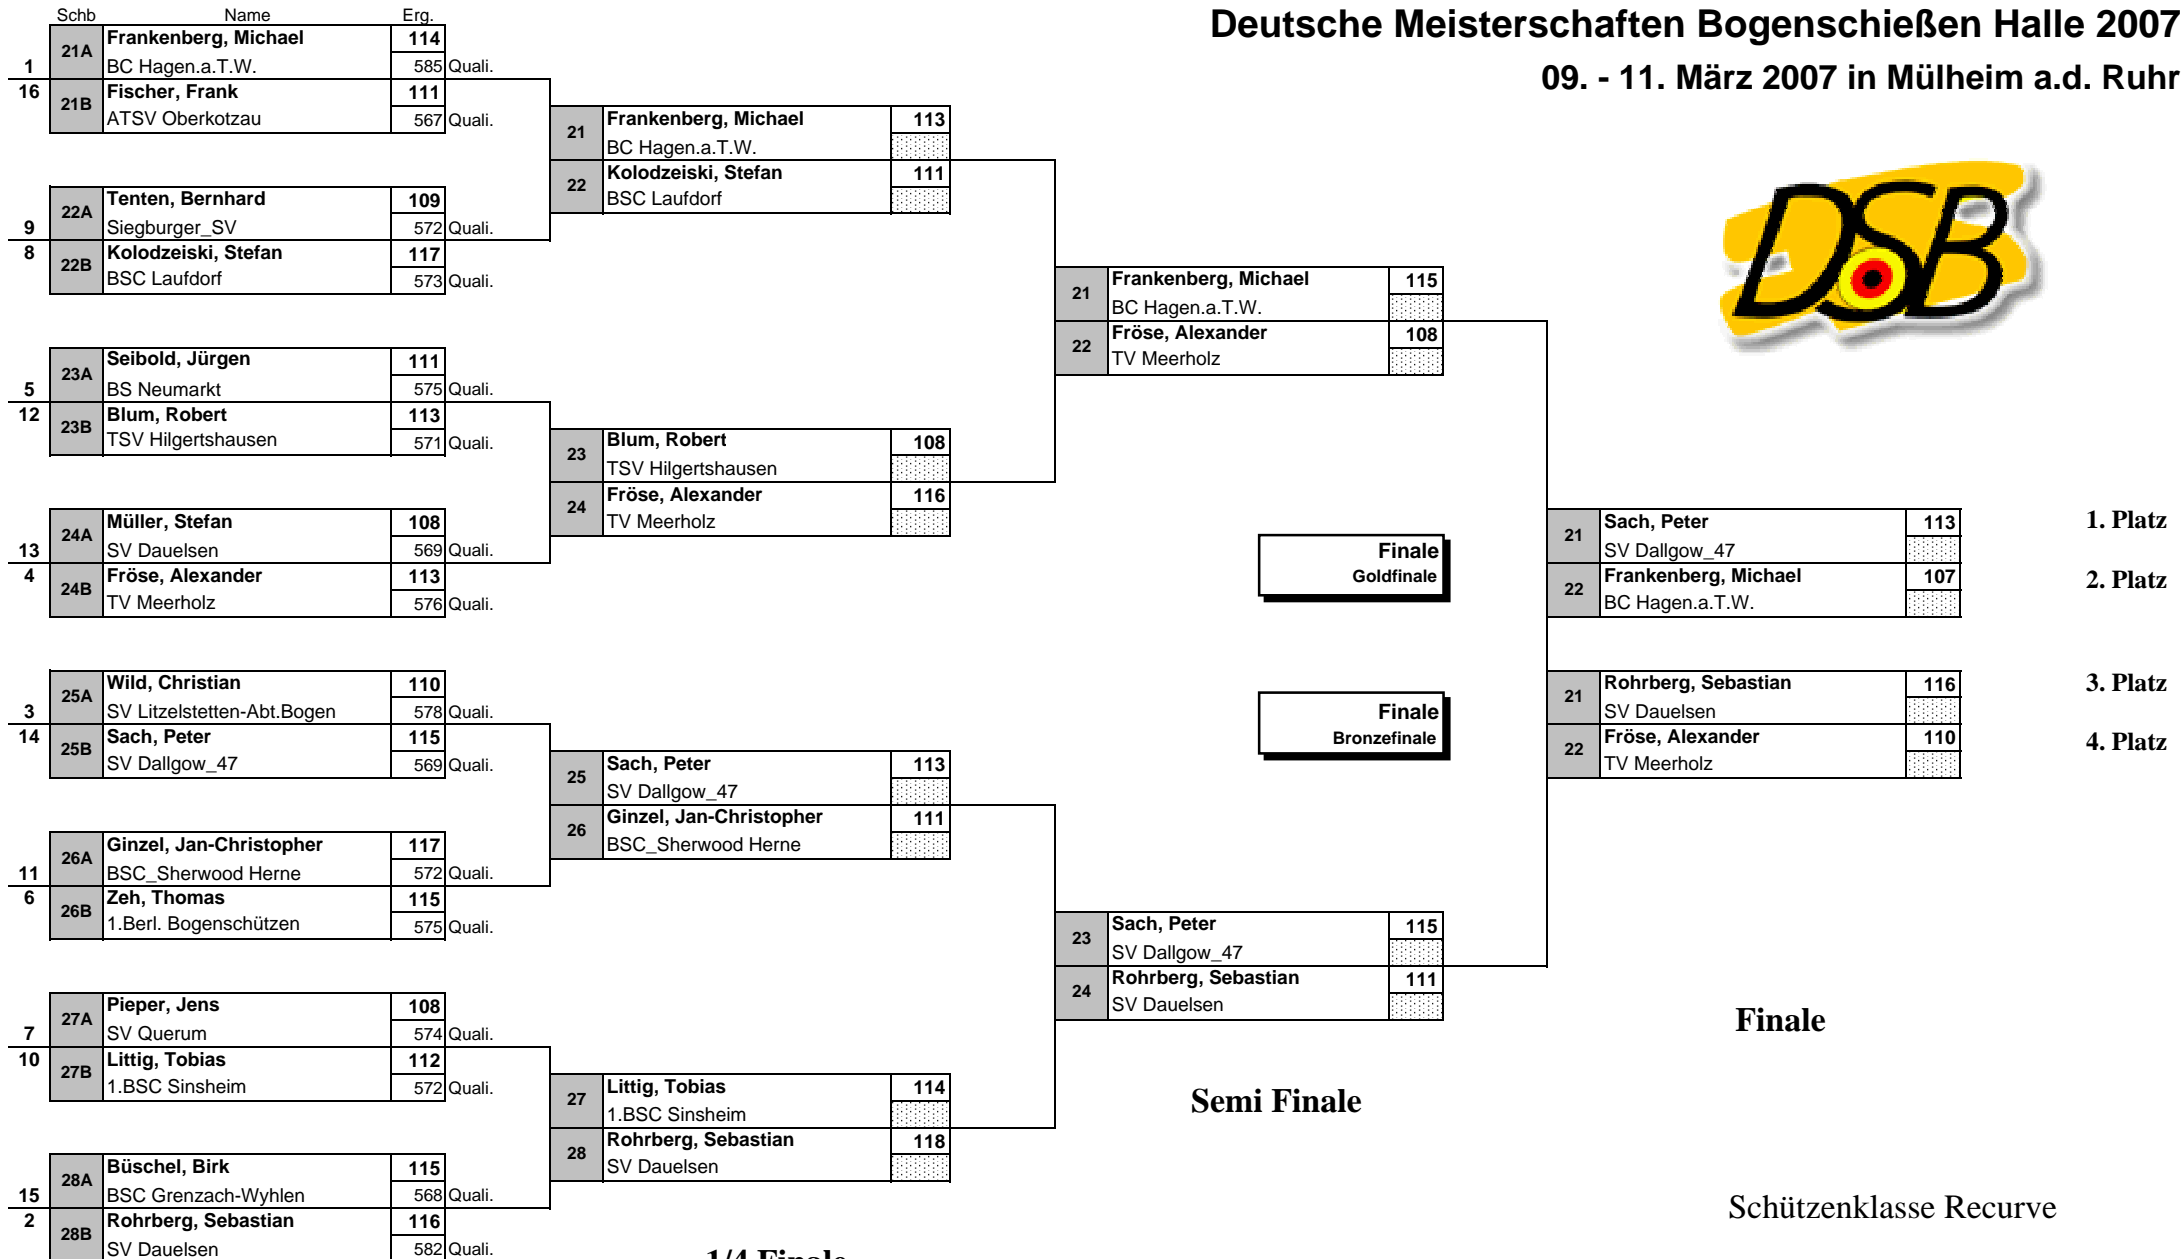 Deutsche Meisterschaften Bogenschießen Halle 2007
09. - 11. März 2007 in Mülheim a.d. Ruhr
DSB
Schb Name Erg.
21A Frankenberg, Michael 114
1 BC Hagen.a.T.W. 585 Quali.
16 21B Fischer, Frank 111
ATSV Oberkotzau 567 Quali.
22A Tenten, Bernhard 109
9 Siegburger_SV 572 Quali.
8 22B Kolodzeiski, Stefan 117
BSC Laufdorf 573 Quali.
23A Seibold, Jürgen 111
5 BS Neumarkt 575 Quali.
12 23B Blum, Robert 113
TSV Hilgertshausen 571 Quali.
24A Müller, Stefan 108
13 SV Dauelsen 569 Quali.
4 24B Fröse, Alexander 113
TV Meerholz 576 Quali.
25A Wild, Christian 110
3 SV Litzelstetten-Abt.Bogen 578 Quali.
14 25B Sach, Peter 115
SV Dallgow_47 569 Quali.
26A Ginzel, Jan-Christopher 117
11 BSC_Sherwood Herne 572 Quali.
6 26B Zeh, Thomas 115
1.Berl. Bogenschützen 575 Quali.
27A Pieper, Jens 108
7 SV Querum 574 Quali.
10 27B Littig, Tobias 112
1.BSC Sinsheim 572 Quali.
28A Büschel, Birk 115
15 BSC Grenzach-Wyhlen 568 Quali.
2 28B Rohrberg, Sebastian 116
SV Dauelsen 582 Quali.
21 Frankenberg, Michael 113
BC Hagen.a.T.W.
22 Kolodzeiski, Stefan 111
BSC Laufdorf
23 Blum, Robert 108
TSV Hilgertshausen
24 Fröse, Alexander 116
TV Meerholz
25 Sach, Peter 113
SV Dallgow_47
26 Ginzel, Jan-Christopher 111
BSC_Sherwood Herne
27 Littig, Tobias 114
1.BSC Sinsheim
28 Rohrberg, Sebastian 118
SV Dauelsen
1/4 Finale
21 Frankenberg, Michael 115
BC Hagen.a.T.W.
22 Fröse, Alexander 108
TV Meerholz
23 Sach, Peter 115
SV Dallgow_47
24 Rohrberg, Sebastian 111
SV Dauelsen
Semi Finale
Finale
Goldfinale
21 Sach, Peter 113 1. Platz
SV Dallgow_47
22 Frankenberg, Michael 107 2. Platz
BC Hagen.a.T.W.
Finale
Bronzefinale
21 Rohrberg, Sebastian 116 3. Platz
SV Dauelsen
22 Fröse, Alexander 110 4. Platz
TV Meerholz
Finale
Schützenklasse Recurve